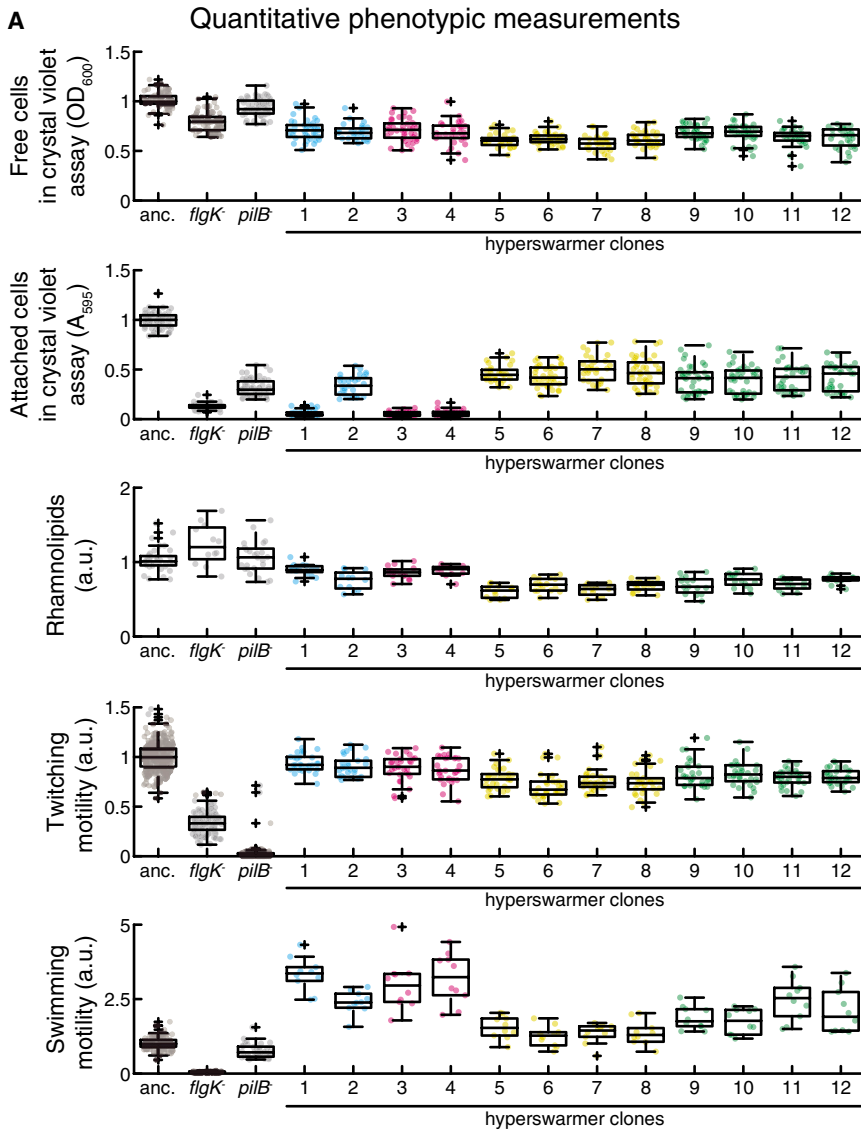 A
Quantitative phenotypic measurements
Free cells
in crystal violet
assay (OD₆₀₀)
1.5
1
0.5
0
anc. flgK⁻ pilB⁻ 1 2 3 4 5 6 7 8 9 10 11 12
hyperswarmer clones
Attached cells
in crystal violet
assay (A₅₉₅)
1.5
1
0.5
0
anc. flgK⁻ pilB⁻ 1 2 3 4 5 6 7 8 9 10 11 12
hyperswarmer clones
Rhamnolipids
(a.u.)
2
1
0
anc. flgK⁻ pilB⁻ 1 2 3 4 5 6 7 8 9 10 11 12
hyperswarmer clones
Twitching
motility (a.u.)
1.5
1
0.5
0
anc. flgK⁻ pilB⁻ 1 2 3 4 5 6 7 8 9 10 11 12
hyperswarmer clones
Swimming
motility (a.u.)
5
2.5
0
anc. flgK⁻ pilB⁻ 1 2 3 4 5 6 7 8 9 10 11 12
hyperswarmer clones